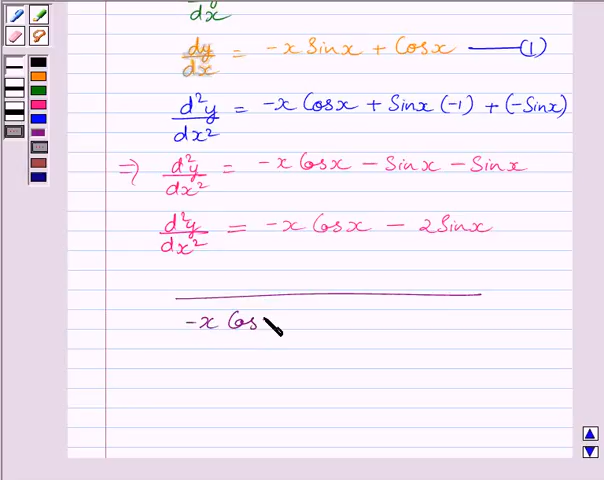 dx
dy/dx = -x Sinx + Cosx ——(1)
d²y/dx² = -x Cosx + Sinx (-1) + (-Sinx)
⇒ d²y/dx² = -x Cosx - Sinx - Sinx
d²y/dx² = -x Cosx - 2Sinx
-x Cos